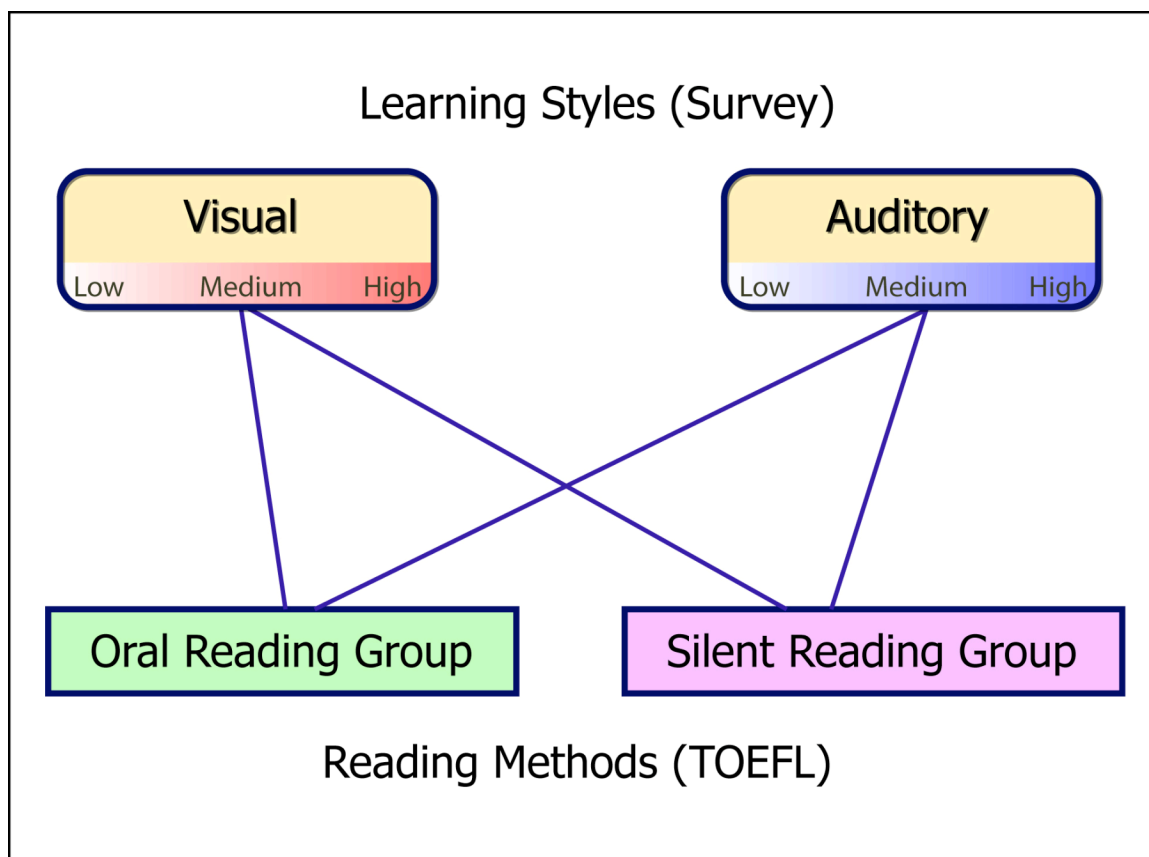 Learning Styles (Survey)
Visual
Low Medium High
Auditory
Low Medium High
Oral Reading Group
Silent Reading Group
Reading Methods (TOEFL)